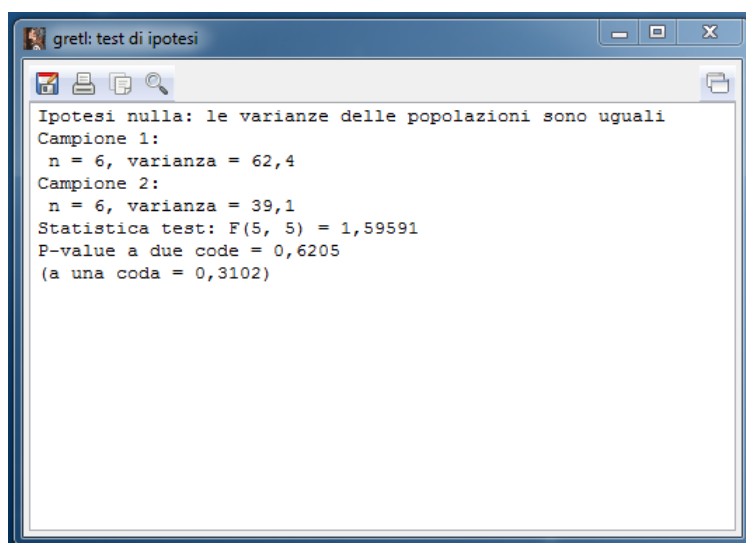 gretl: test di ipotesi
Ipotesi nulla: le varianze delle popolazioni sono uguali
Campione 1:
n = 6, varianza = 62,4
Campione 2:
n = 6, varianza = 39,1
Statistica test: F(5, 5) = 1,59591
P-value a due code = 0,6205
(a una coda = 0,3102)